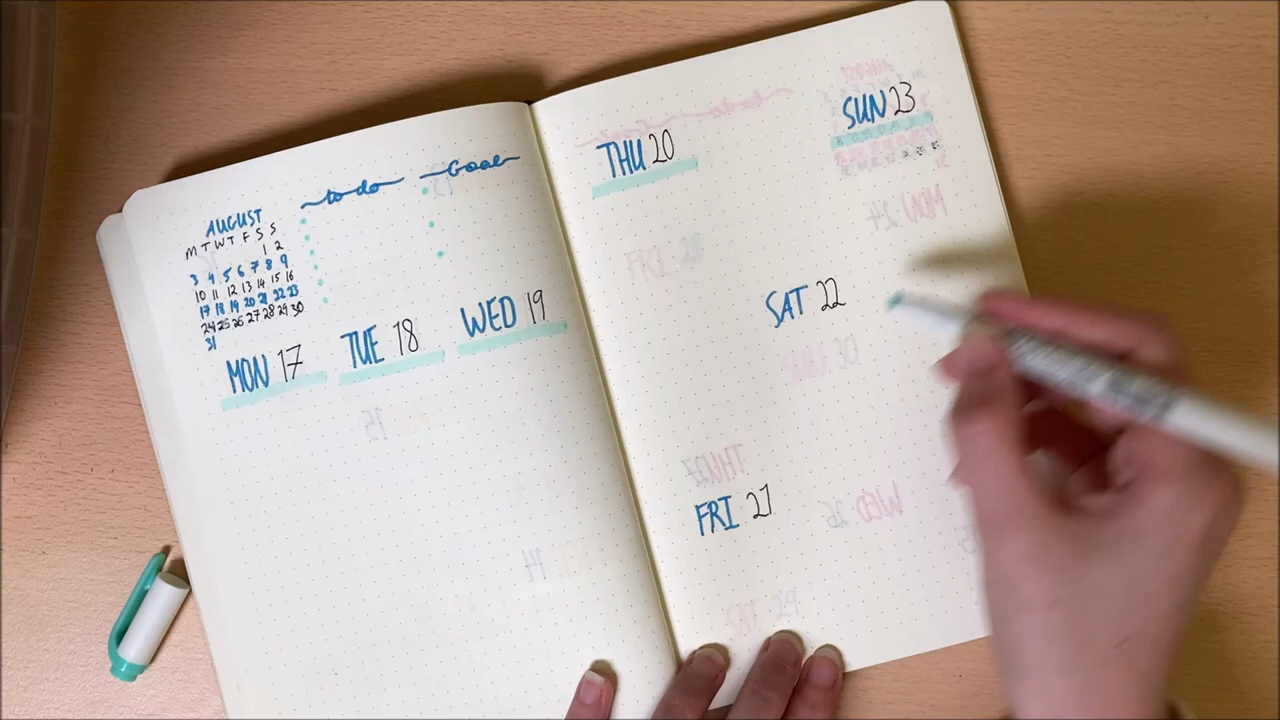 AUGUST
M T W T F S S
1 2
3 4 5 6 7 8 9
10 11 12 13 14 15 16
17 18 19 20 21 22 23
24 25 26 27 28 29 30
31
to do
Goal
MON 17
TUE 18
WED 19
THU 20
SUN 23
SAT 22
FRI 21